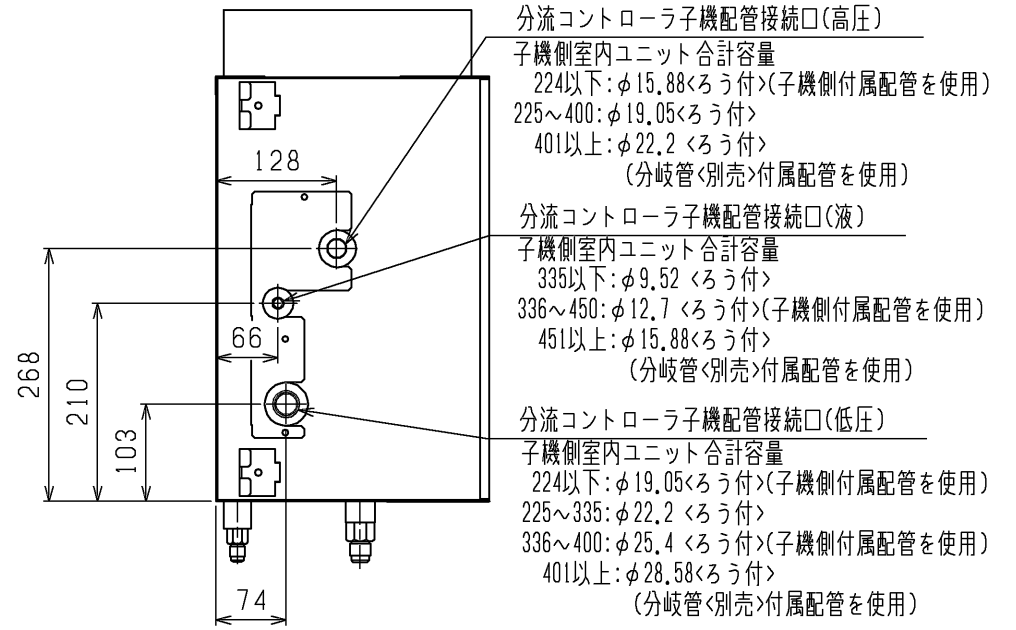 分流コントローラ子機配管接続口(高圧)
子機側室内ユニット合計容量
224以下:φ15.88<ろう付>(子機側付属配管を使用)
225～400:φ19.05<ろう付>
401以上:φ22.2 <ろう付>
(分岐管<別売>付属配管を使用)
128
分流コントローラ子機配管接続口(液)
子機側室内ユニット合計容量
335以下:φ9.52 <ろう付>
336～450:φ12.7 <ろう付>(子機側付属配管を使用)
451以上:φ15.88<ろう付>
(分岐管<別売>付属配管を使用)
66
268
210
103
分流コントローラ子機配管接続口(低圧)
子機側室内ユニット合計容量
224以下:φ19.05<ろう付>(子機側付属配管を使用)
225～335:φ22.2 <ろう付>
336～400:φ25.4 <ろう付>(子機側付属配管を使用)
401以上:φ28.58<ろう付>
(分岐管<別売>付属配管を使用)
74